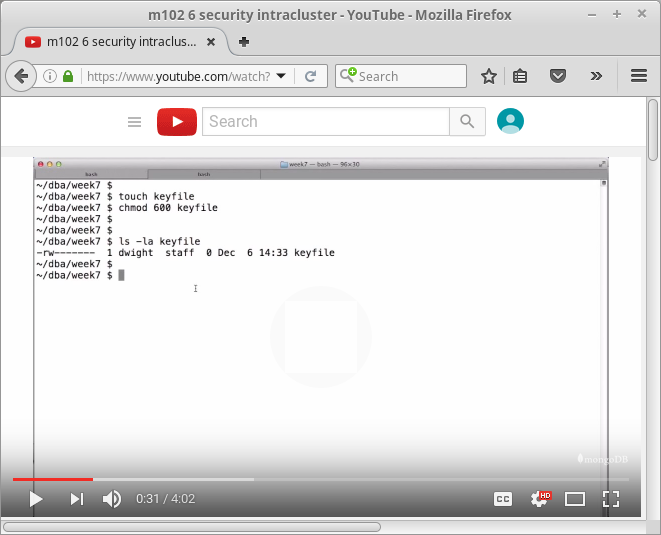 m102 6 security intracluster - YouTube - Mozilla Firefox
m102 6 security intraclus...
https://www.youtube.com/watch?
Search
Search
week7 — bash — 96×30
bash
bash
~/dba/week7 $
~/dba/week7 $ touch keyfile
~/dba/week7 $ chmod 600 keyfile
~/dba/week7 $
~/dba/week7 $
~/dba/week7 $ ls -la keyfile
-rw------- 1 dwight staff 0 Dec 6 14:33 keyfile
~/dba/week7 $
~/dba/week7 $
mongoDB
0:31 / 4:02
CC
HD